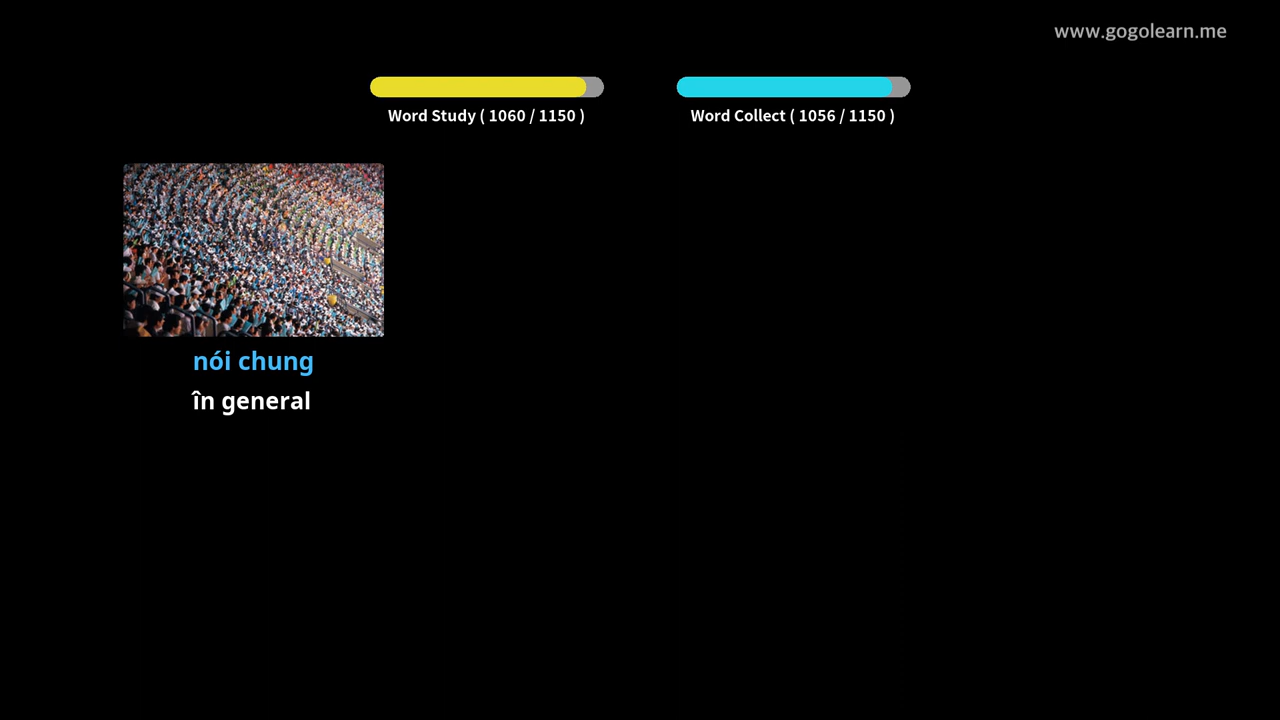 www.gogolearn.me
Word Study ( 1060 / 1150 )
Word Collect ( 1056 / 1150 )
nói chung
în general